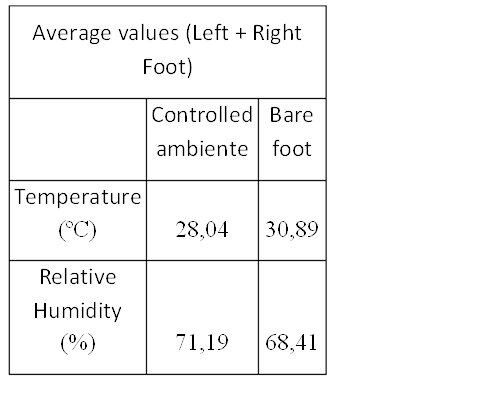 Average values (Left + Right
Foot)
Controlled Bare
ambiente foot
Temperature
(°C) 28,04 30,89
Relative
Humidity
(%) 71,19 68,41